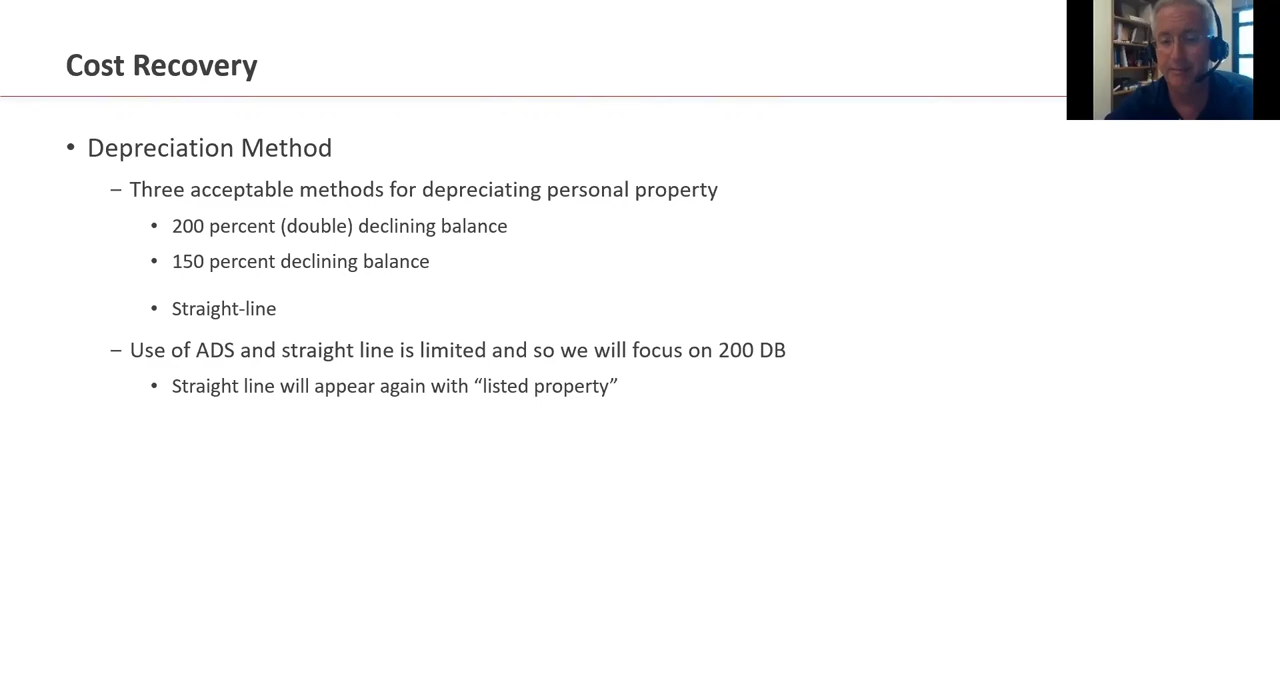 Cost Recovery
• Depreciation Method
– Three acceptable methods for depreciating personal property
• 200 percent (double) declining balance
• 150 percent declining balance
• Straight-line
– Use of ADS and straight line is limited and so we will focus on 200 DB
• Straight line will appear again with “listed property”